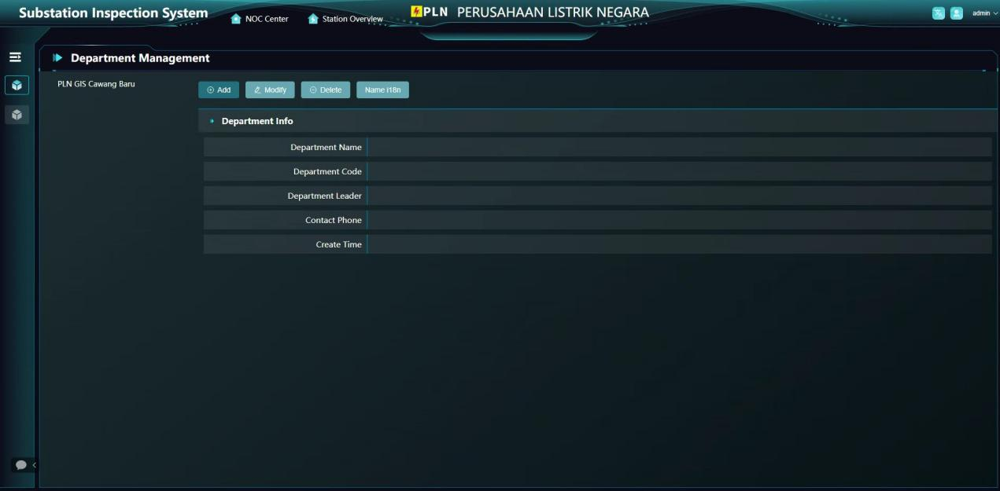 Substation Inspection System
NOC Center
Station Overview
PLN PERUSAHAAN LISTRIK NEGARA
admin
Department Management
PLN GIS Cawang Baru
Add
Modify
Delete
Name i18n
Department Info
Department Name
Department Code
Department Leader
Contact Phone
Create Time